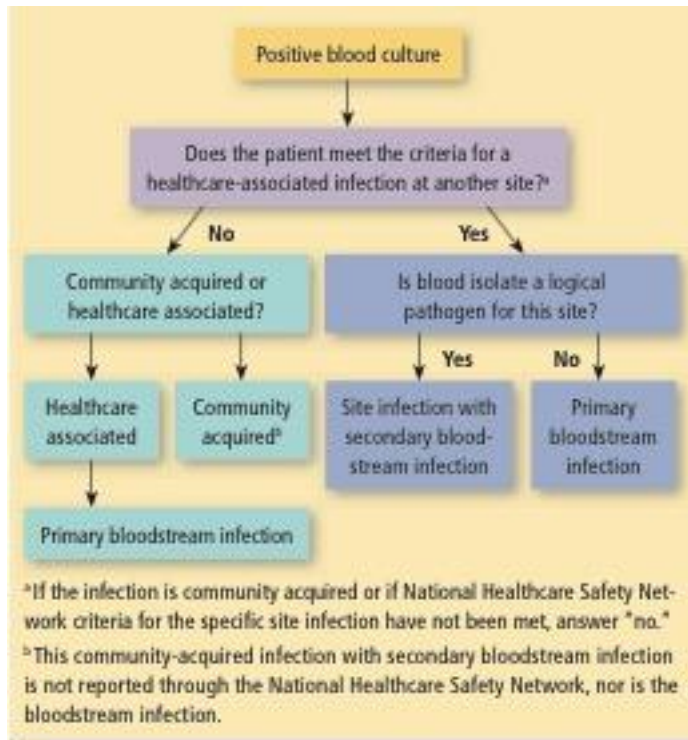 Positive blood culture
Does the patient meet the criteria for a
healthcare-associated infection at another site?ᵃ
No
Yes
Community acquired or
healthcare associated?
Is blood isolate a logical
pathogen for this site?
Yes
No
Healthcare
associated
Community
acquiredᵇ
Site infection with
secondary blood-
stream infection
Primary
bloodstream
infection
Primary bloodstream infection
ᵃIf the infection is community acquired or if National Healthcare Safety Net-
work criteria for the specific site infection have not been met, answer "no."
ᵇThis community-acquired infection with secondary bloodstream infection
is not reported through the National Healthcare Safety Network, nor is the
bloodstream infection.